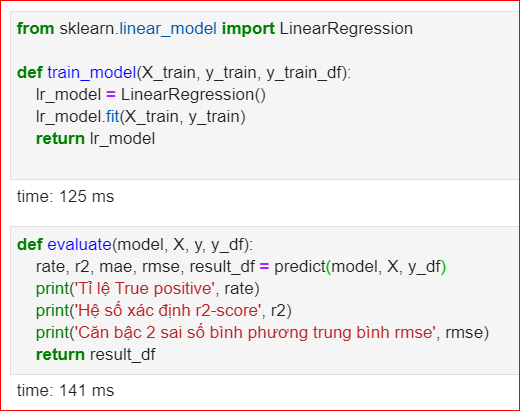 from sklearn.linear_model import LinearRegression
def train_model(X_train, y_train, y_train_df):
    lr_model = LinearRegression()
    lr_model.fit(X_train, y_train)
    return lr_model
time: 125 ms
def evaluate(model, X, y, y_df):
    rate, r2, mae, rmse, result_df = predict(model, X, y_df)
    print('Tỉ lệ True positive', rate)
    print('Hệ số xác định r2-score', r2)
    print('Căn bậc 2 sai số bình phương trung bình rmse', rmse)
    return result_df
time: 141 ms